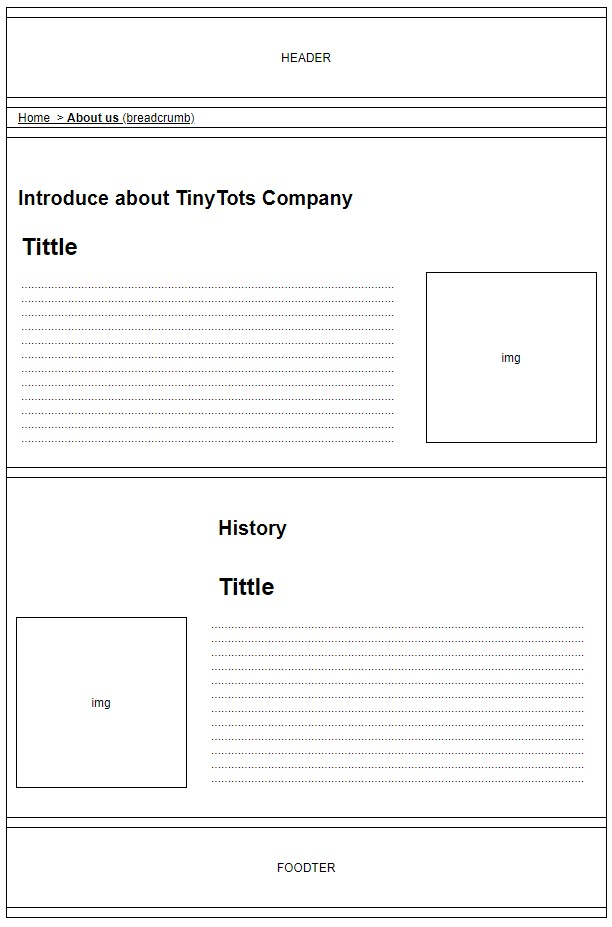 HEADER
Home > About us (breadcrumb)
Introduce about TinyTots Company
Tittle
img
History
Tittle
img
FOODTER